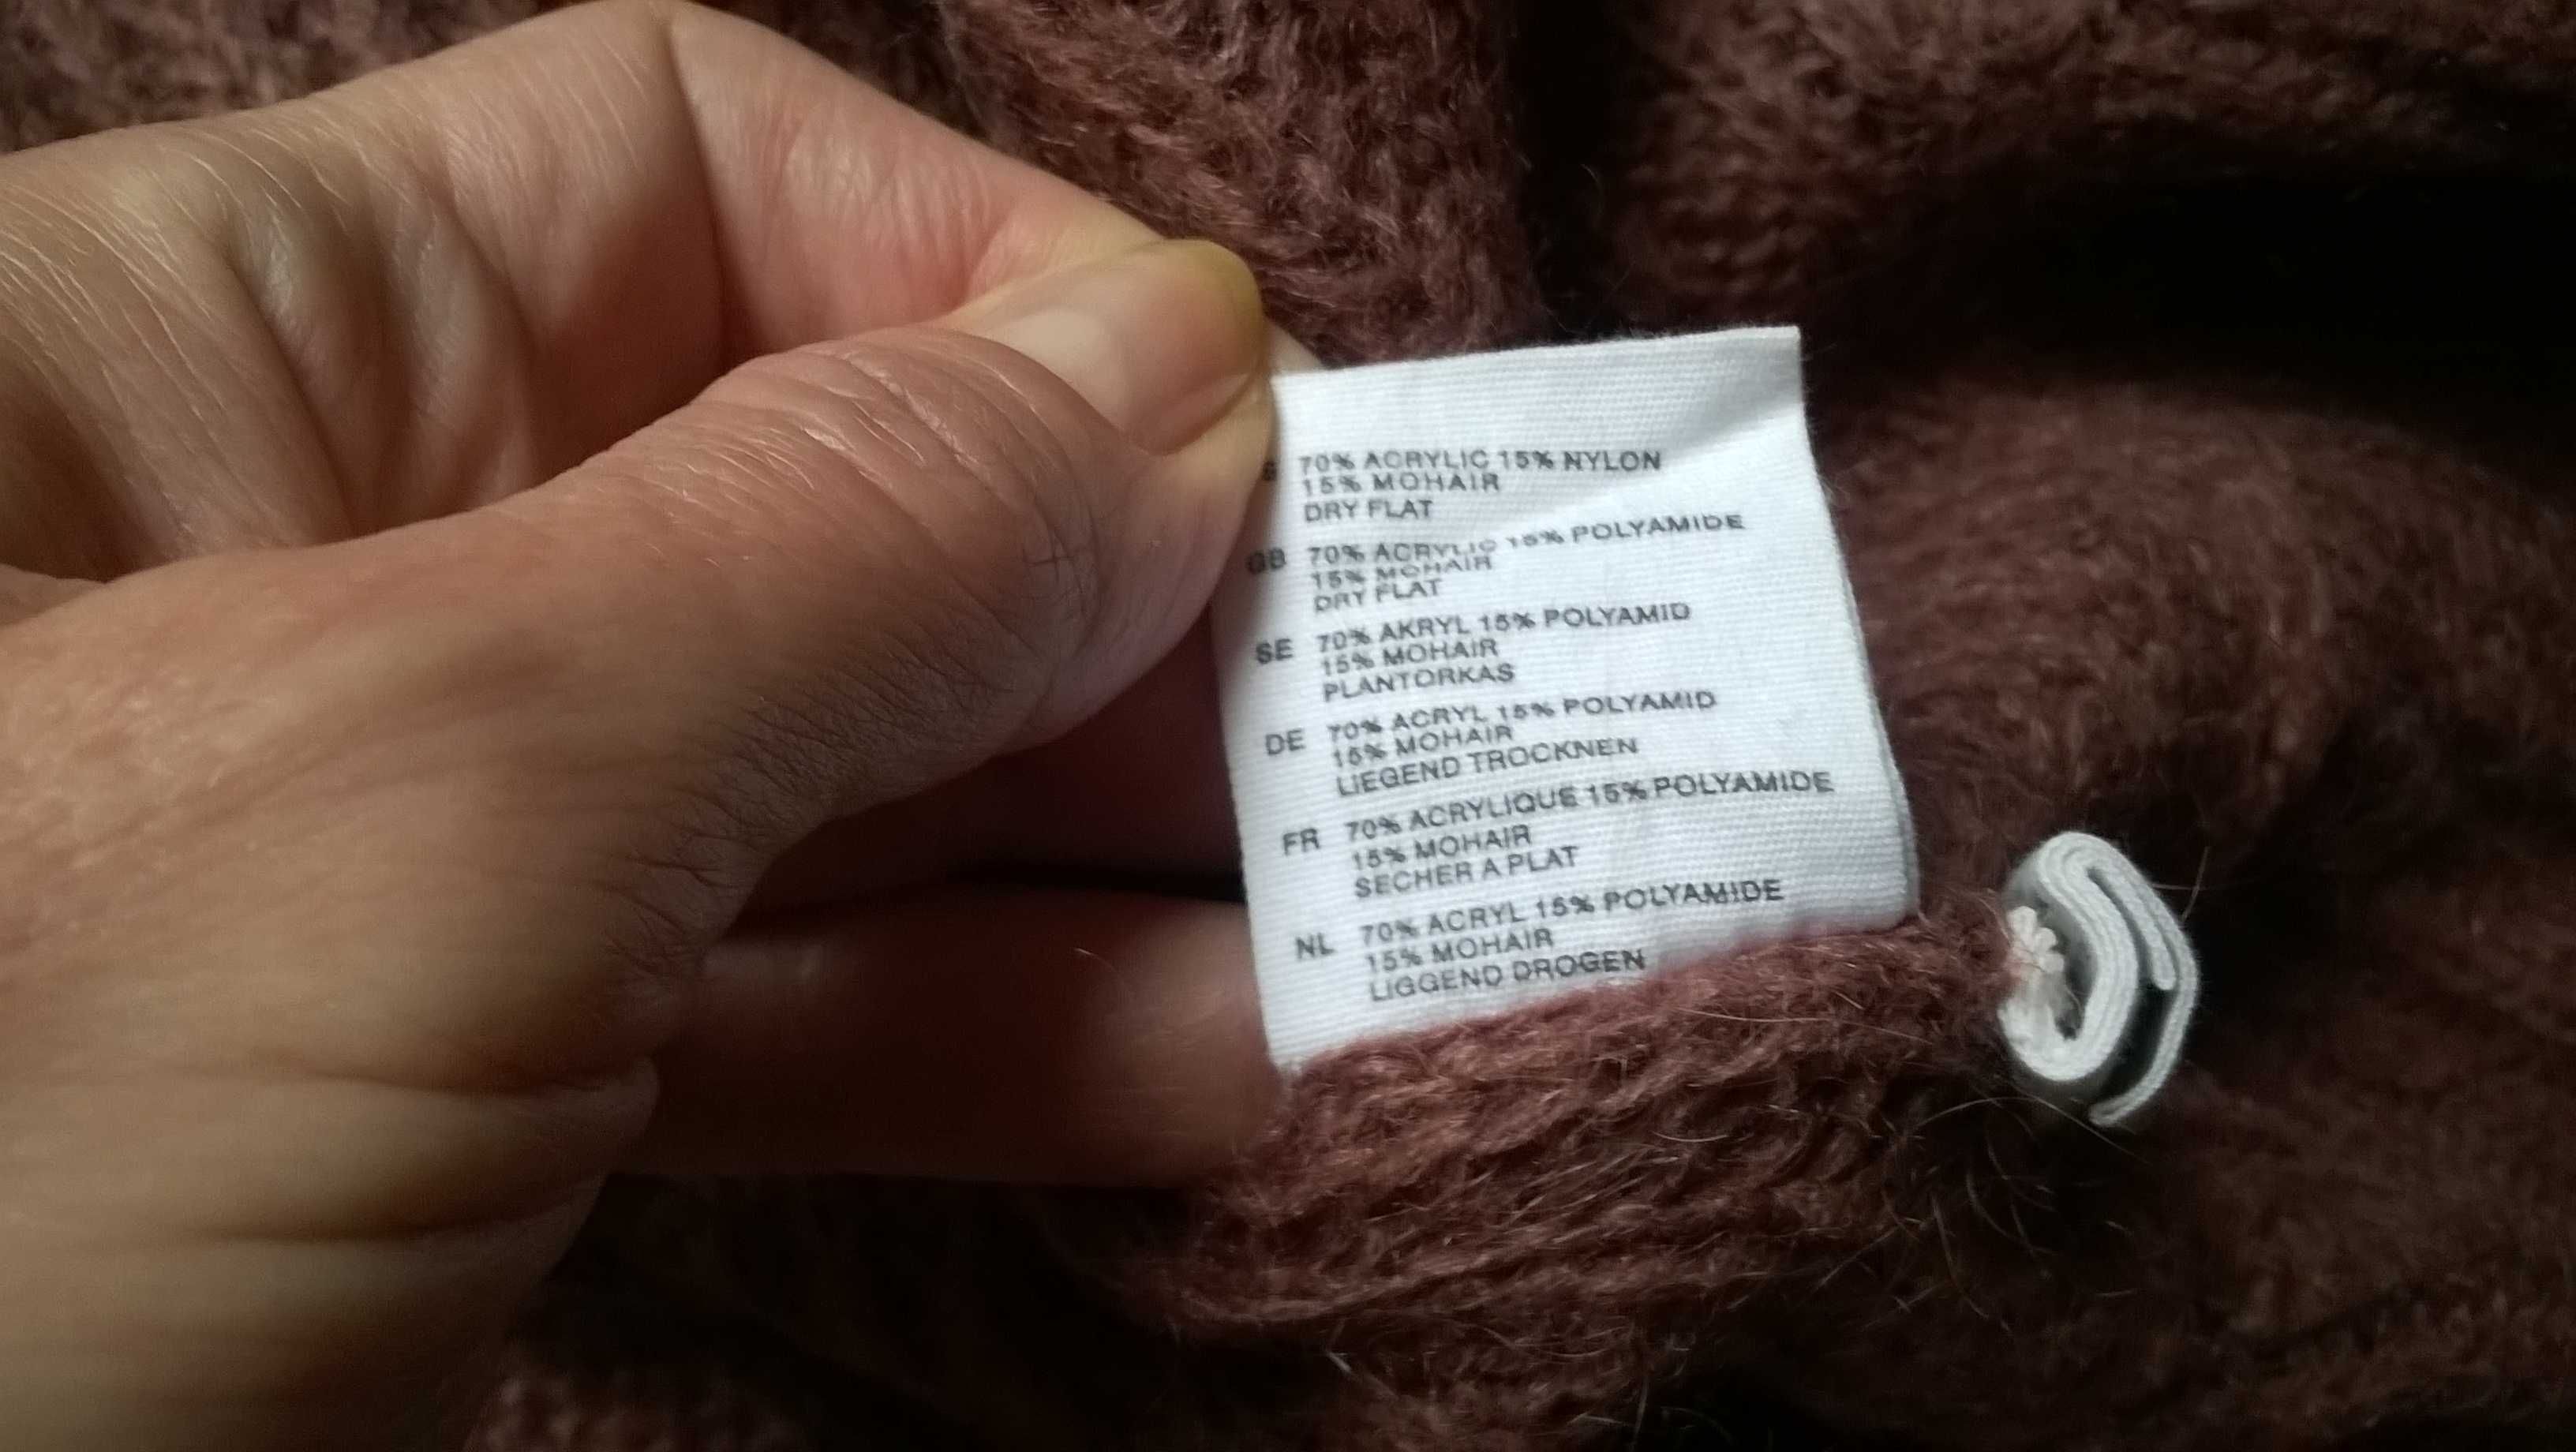 70% ACRYLIC 15% NYLON
15% MOHAIR
DRY FLAT
GB 70% ACRYLIC 15% POLYAMIDE
15% MOHAIR
DRY FLAT
SE 70% AKRYL 15% POLYAMID
15% MOHAIR
PLANTORKAS
DE 70% ACRYL 15% POLYAMID
15% MOHAIR
LIEGEND TROCKNEN
FR 70% ACRYLIQUE 15% POLYAMIDE
15% MOHAIR
SECHER A PLAT
NL 70% ACRYL 15% POLYAMIDE
15% MOHAIR
LIGGEND DROGEN